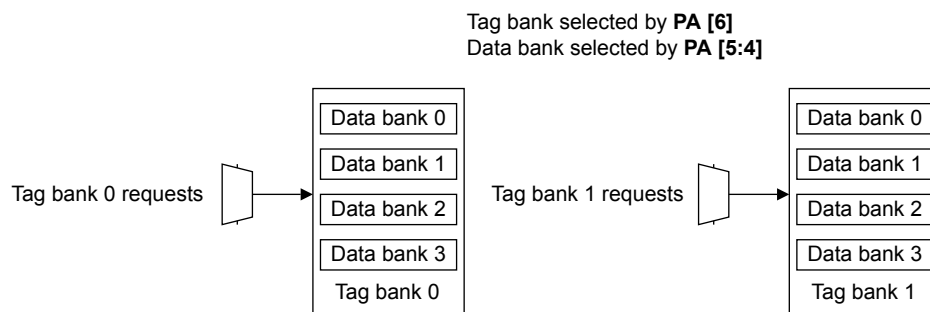 Tag bank selected by PA [6]
Data bank selected by PA [5:4]
Tag bank 0 requests
Data bank 0
Data bank 1
Data bank 2
Data bank 3
Tag bank 0
Tag bank 1 requests
Data bank 0
Data bank 1
Data bank 2
Data bank 3
Tag bank 1